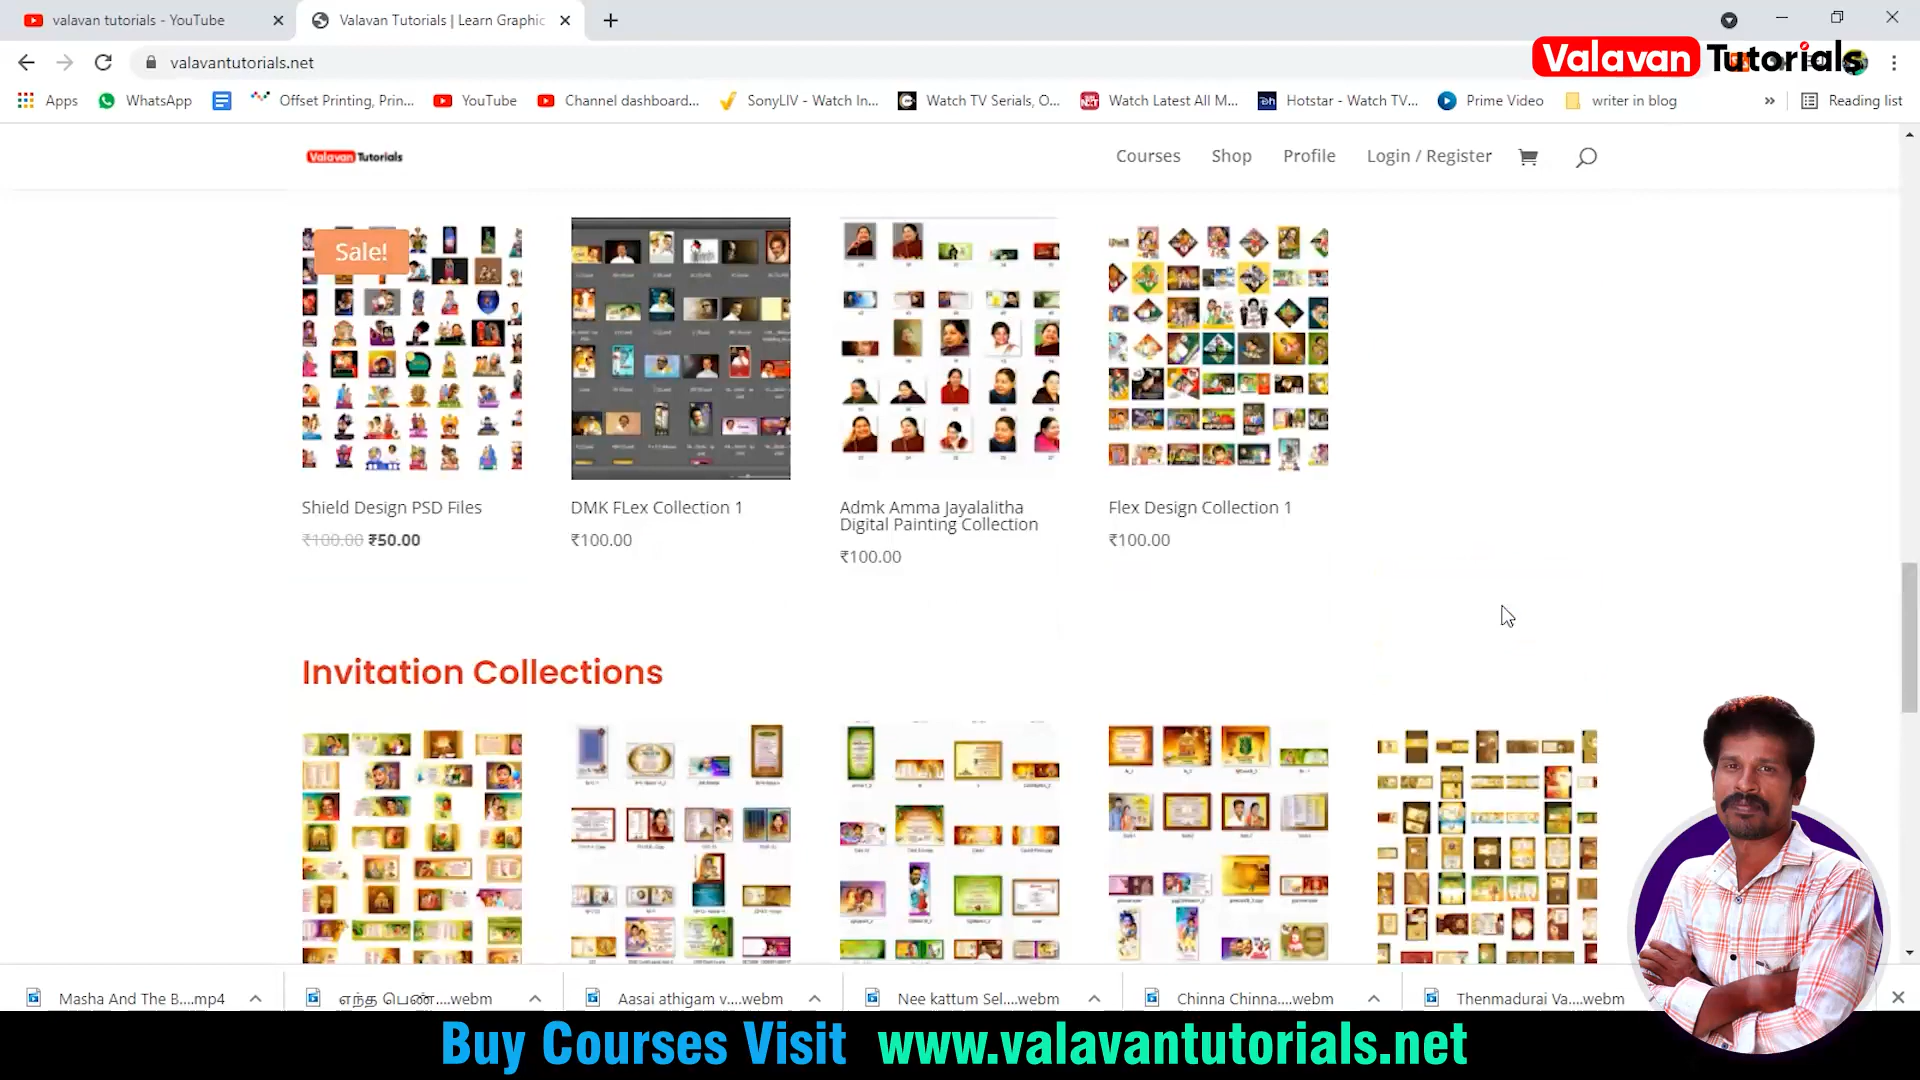 valavan tutorials - YouTube
Valavan Tutorials | Learn Graphic
valavantutorials.net
Valavan Tutorials
Apps
WhatsApp
Offset Printing, Prin...
YouTube
Channel dashboard...
SonyLIV - Watch In...
Watch TV Serials, O...
Watch Latest All M...
Hotstar - Watch TV...
Prime Video
writer in blog
»
Reading list
Valavan Tutorials
Courses
Shop
Profile
Login / Register
Sale!
Shield Design PSD Files
₹100.00 ₹50.00
DMK FLex Collection 1
₹100.00
Admk Amma Jayalalitha
Digital Painting Collection
₹100.00
Flex Design Collection 1
₹100.00
Invitation Collections
Masha And The B....mp4
எந்த பெண்....webm
Aasai athigam v....webm
Nee kattum Sel....webm
Chinna Chinna....webm
Thenmadurai Va....webm
Buy Courses Visit www.valavantutorials.net